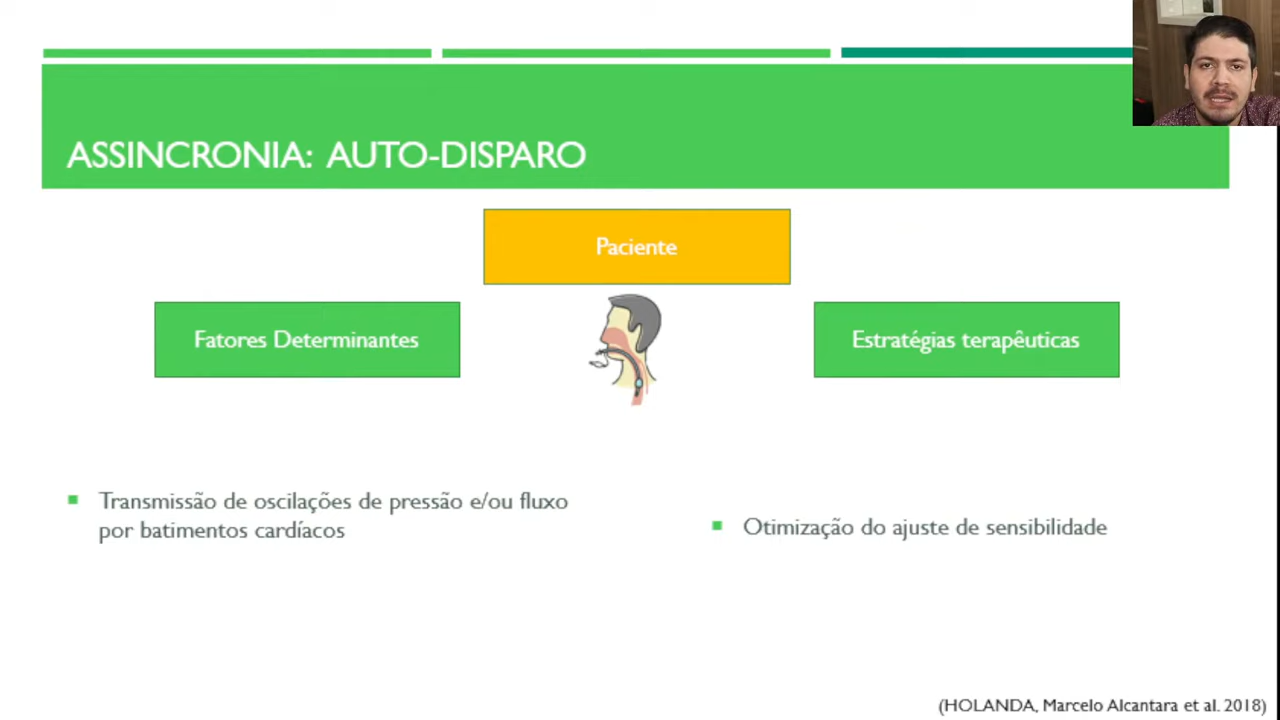 ASSINCRONIA: AUTO-DISPARO
Paciente
Fatores Determinantes
Estratégias terapêuticas
Transmissão de oscilações de pressão e/ou fluxo
por batimentos cardíacos
Otimização do ajuste de sensibilidade
(HOLANDA, Marcelo Alcantara et al. 2018)